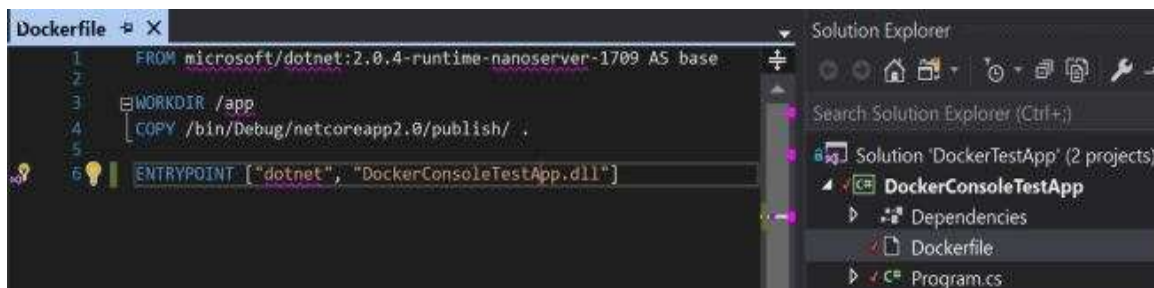 Dockerfile
1 FROM microsoft/dotnet:2.0.4-runtime-nanoserver-1709 AS base
2
3 WORKDIR /app
4 COPY /bin/Debug/netcoreapp2.0/publish/ .
5
6 ENTRYPOINT ["dotnet", "DockerConsoleTestApp.dll"]
Solution Explorer
Search Solution Explorer (Ctrl+;)
Solution 'DockerTestApp' (2 projects)
C# DockerConsoleTestApp
Dependencies
Dockerfile
C# Program.cs